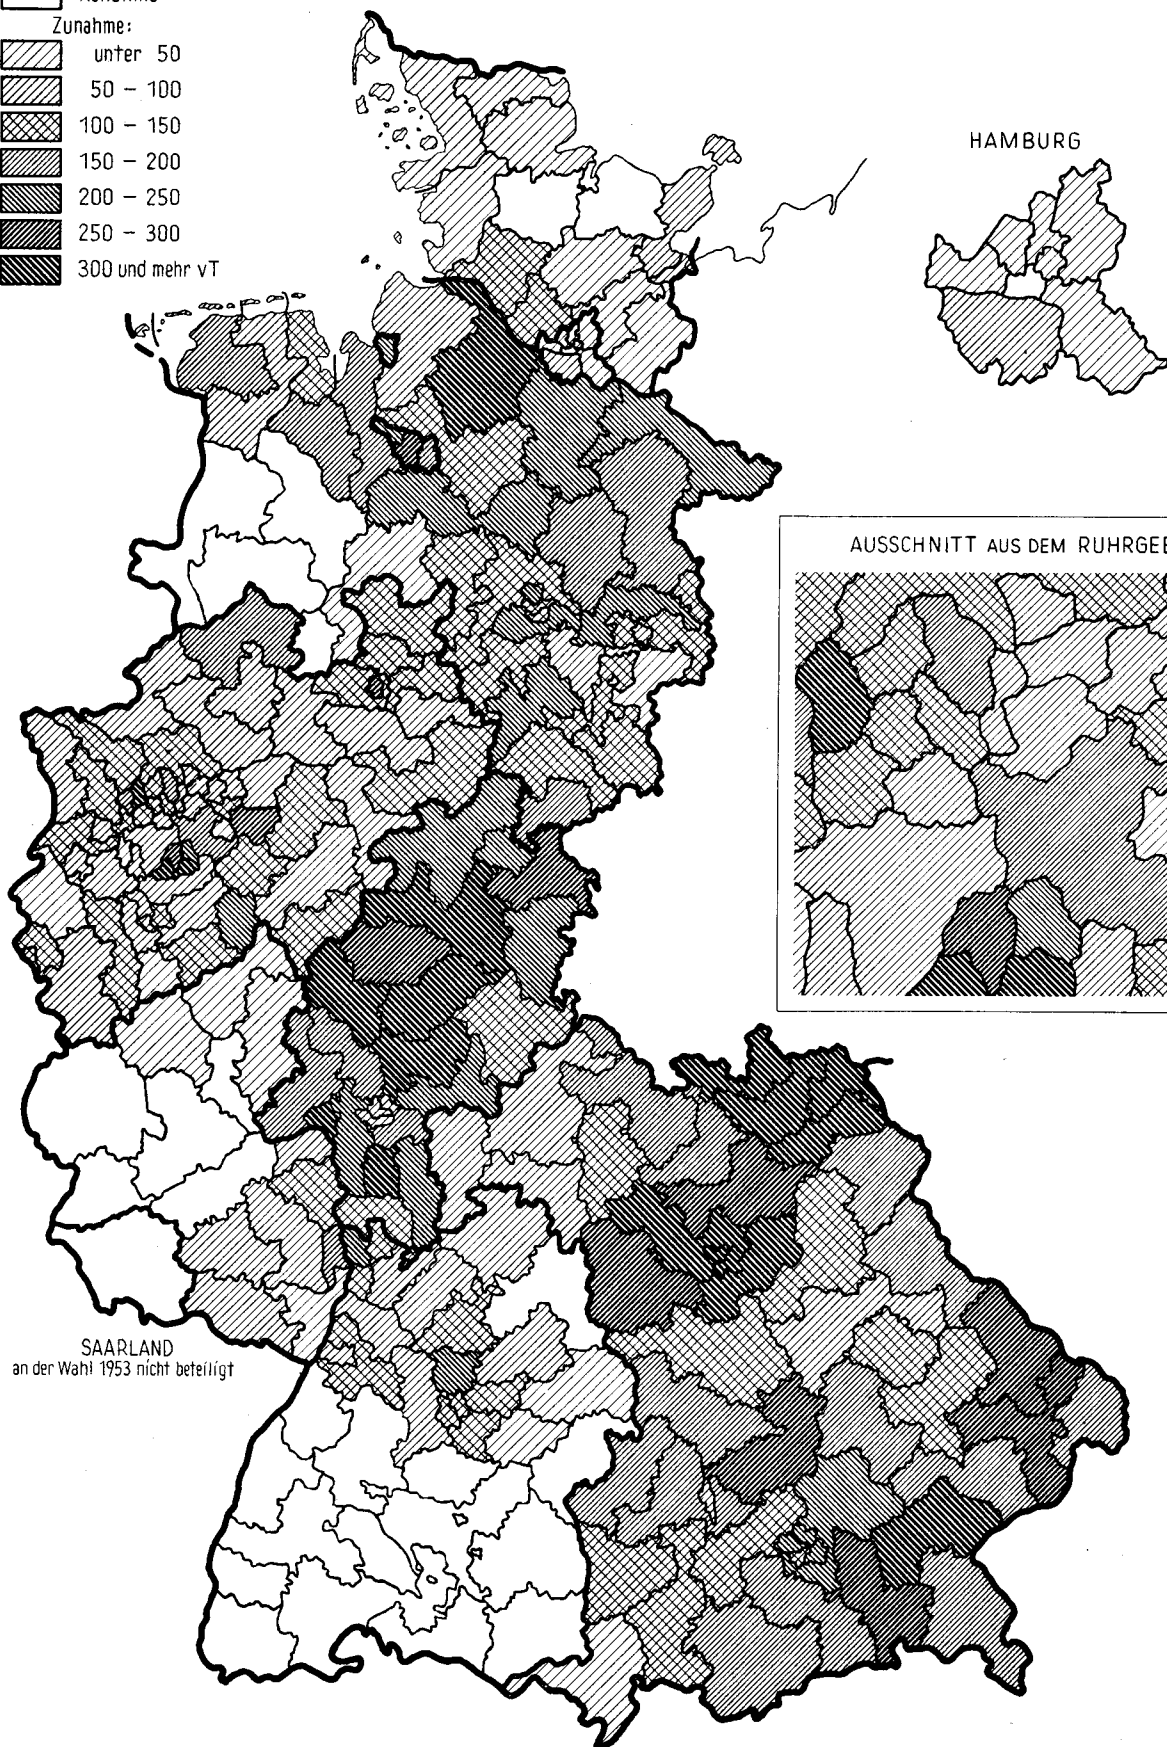 Zunahme:
unter 50
50 – 100
100 – 150
150 – 200
200 – 250
250 – 300
300 und mehr vT
HAMBURG
AUSSCHNITT AUS DEM RUHRGE
SAARLAND
an der Wahl 1953 nicht beteiligt